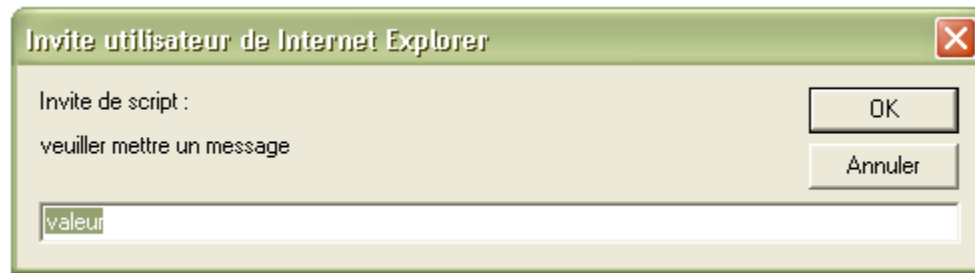 Invite utilisateur de Internet Explorer
Invite de script :
OK
veuiller mettre un message
Annuler
valeur